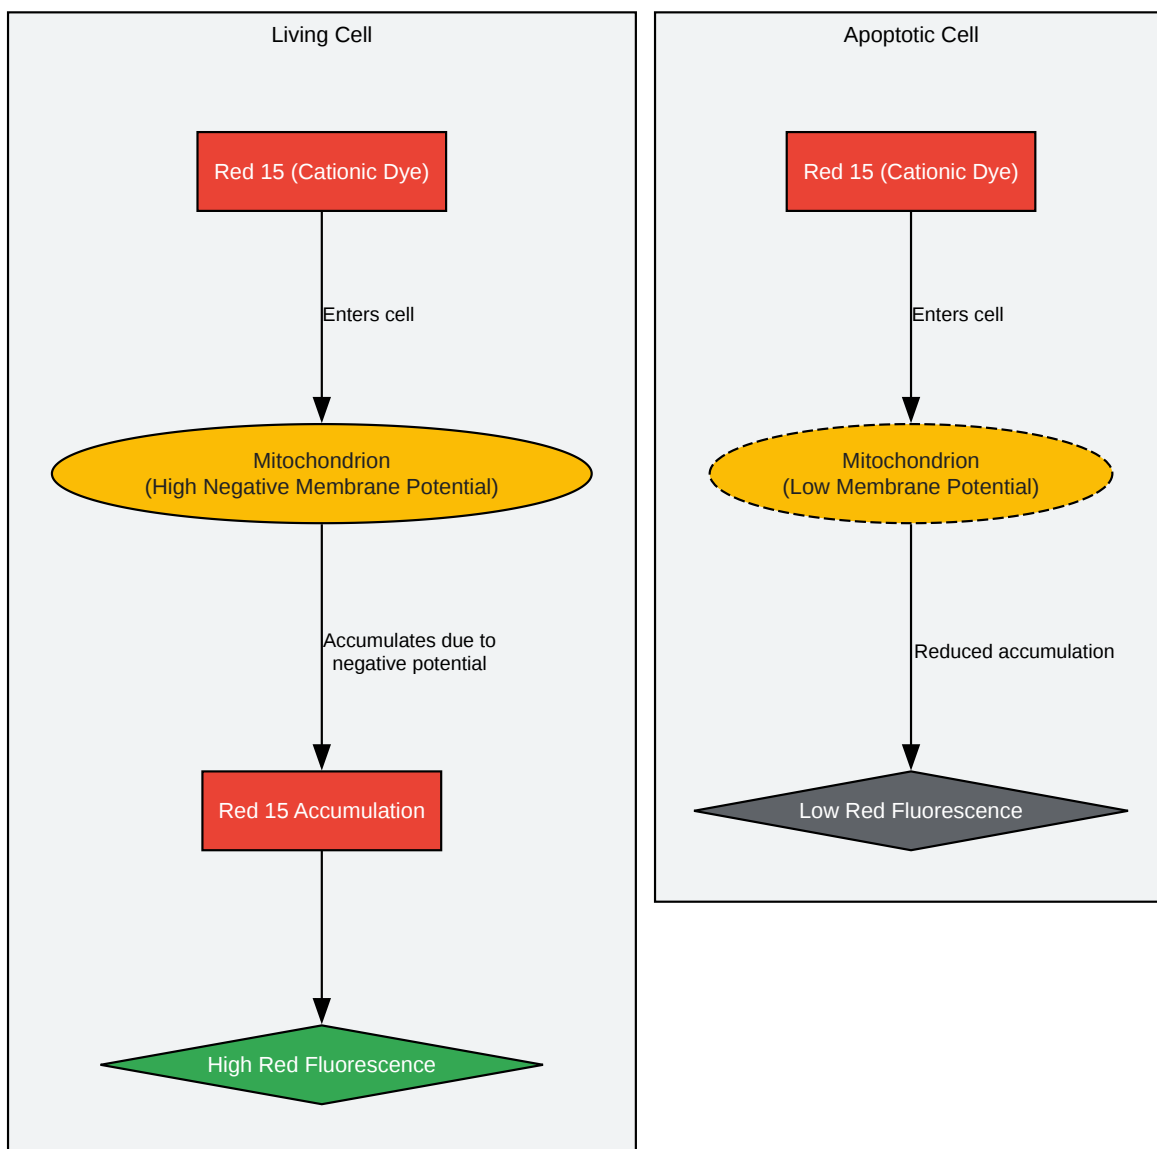 Living Cell
Red 15 (Cationic Dye)
Enters cell
Mitochondrion
(High Negative Membrane Potential)
Accumulates due to
negative potential
Red 15 Accumulation
High Red Fluorescence
Apoptotic Cell
Red 15 (Cationic Dye)
Enters cell
Mitochondrion
(Low Membrane Potential)
Reduced accumulation
Low Red Fluorescence